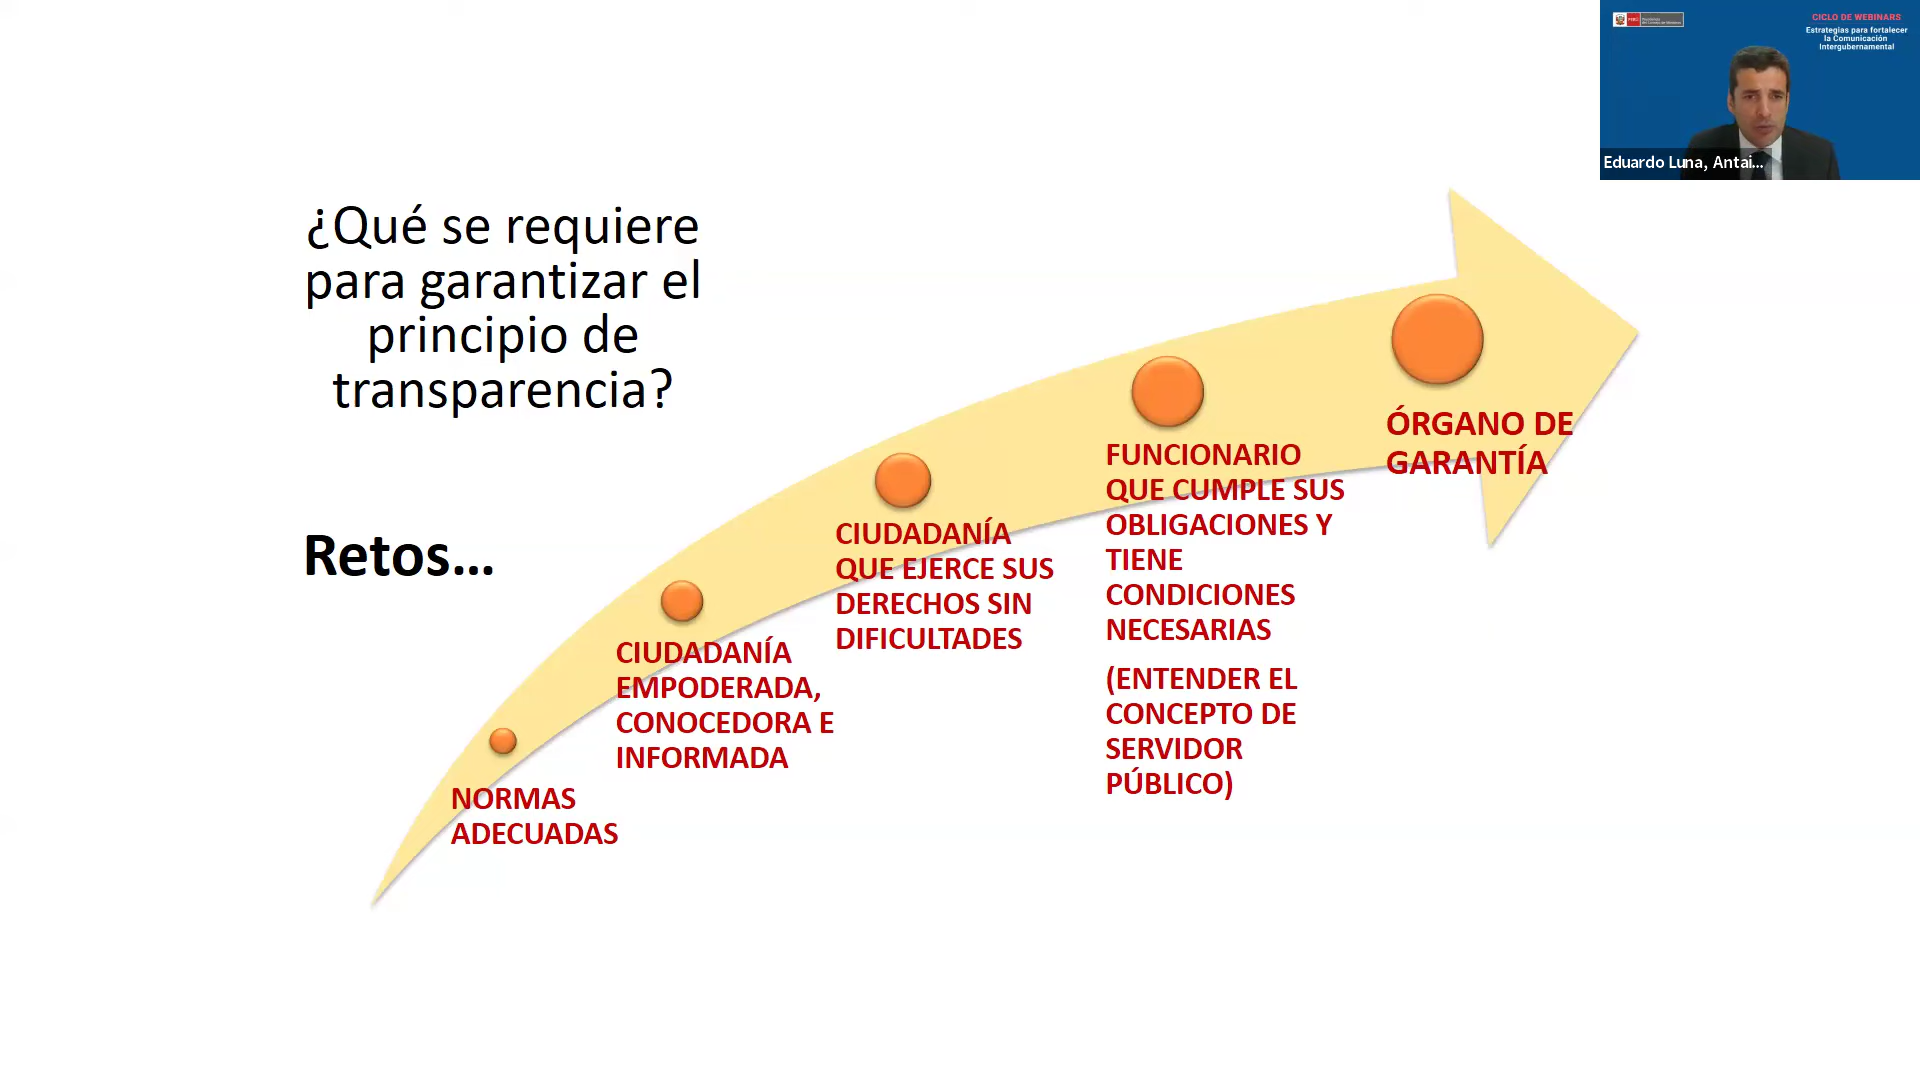 CICLO DE WEBINARS
Estrategias para fortalecer
la Comunicación
Intergubernamental
PERÚ
Eduardo Luna, Antai...
¿Qué se requiere
para garantizar el
principio de
transparencia?
Retos...
NORMAS
ADECUADAS
CIUDADANÍA
EMPODERADA,
CONOCEDORA E
INFORMADA
CIUDADANÍA
QUE EJERCE SUS
DERECHOS SIN
DIFICULTADES
FUNCIONARIO
QUE CUMPLE SUS
OBLIGACIONES Y
TIENE
CONDICIONES
NECESARIAS
(ENTENDER EL
CONCEPTO DE
SERVIDOR
PÚBLICO)
ÓRGANO DE
GARANTÍA